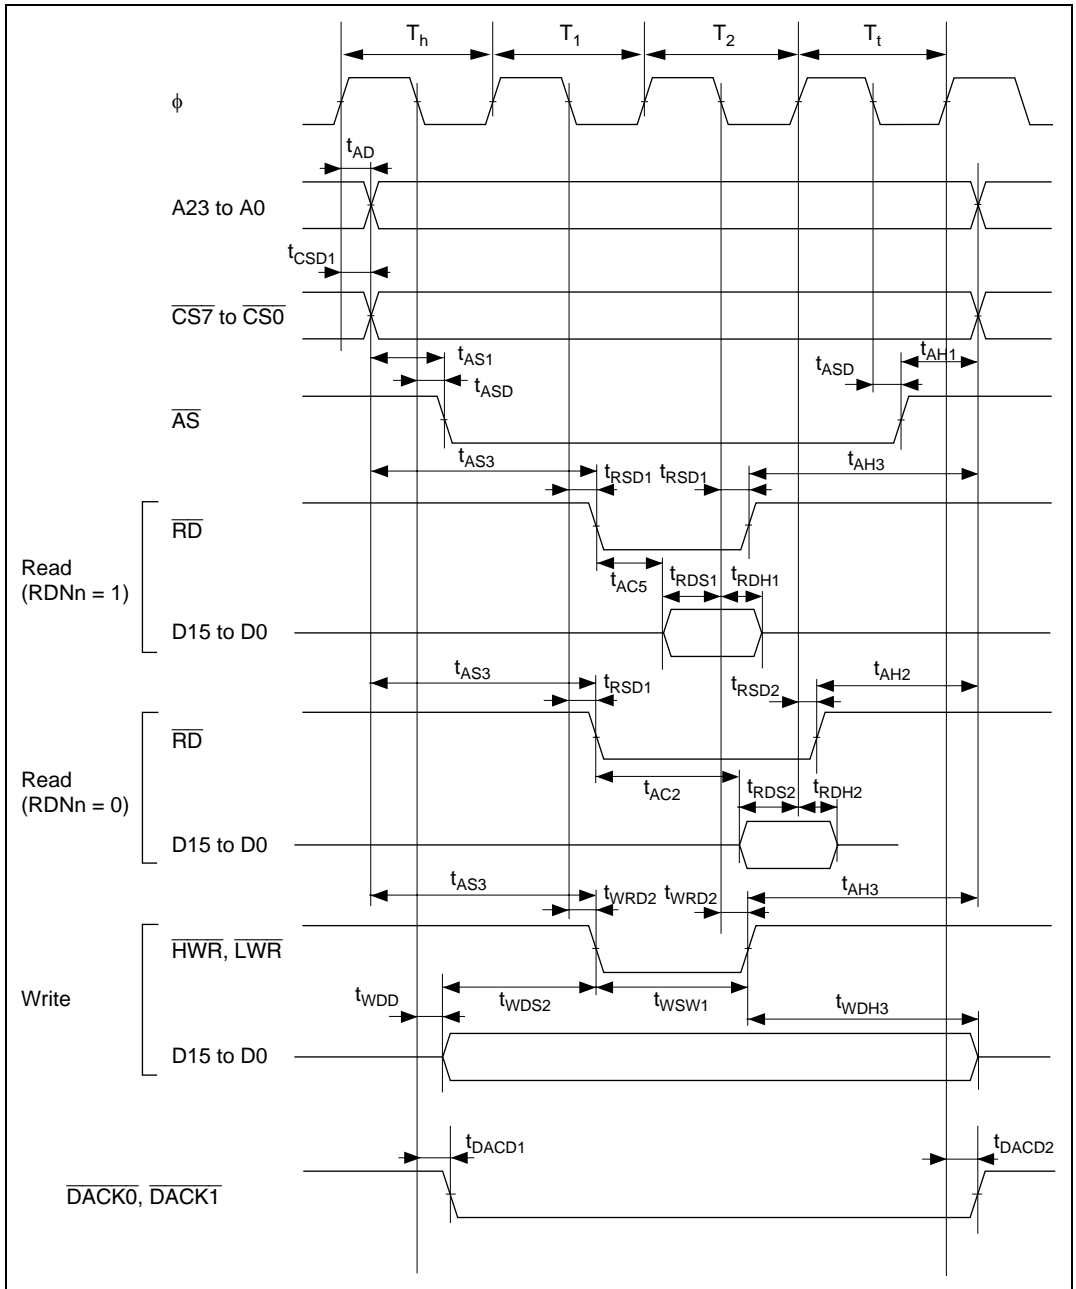 Th T1 T2 Tt
φ
tAD
A23 to A0
tCSD1
CS7 to CS0
tAS1 tAH1
tASD tASD
AS
tAS3 tRSD1 tRSD1 tAH3
RD
Read
(RDNn = 1)
tAC5 tRDS1 tRDH1
D15 to D0
tAS3 tRSD1 tRSD2 tAH2
RD
Read
(RDNn = 0)
tAC2 tRDS2 tRDH2
D15 to D0
tAS3 tWRD2 tWRD2 tAH3
HWR, LWR
Write
tWDD tWDS2 tWSW1 tWDH3
D15 to D0
tDACD1 tDACD2
DACK0, DACK1